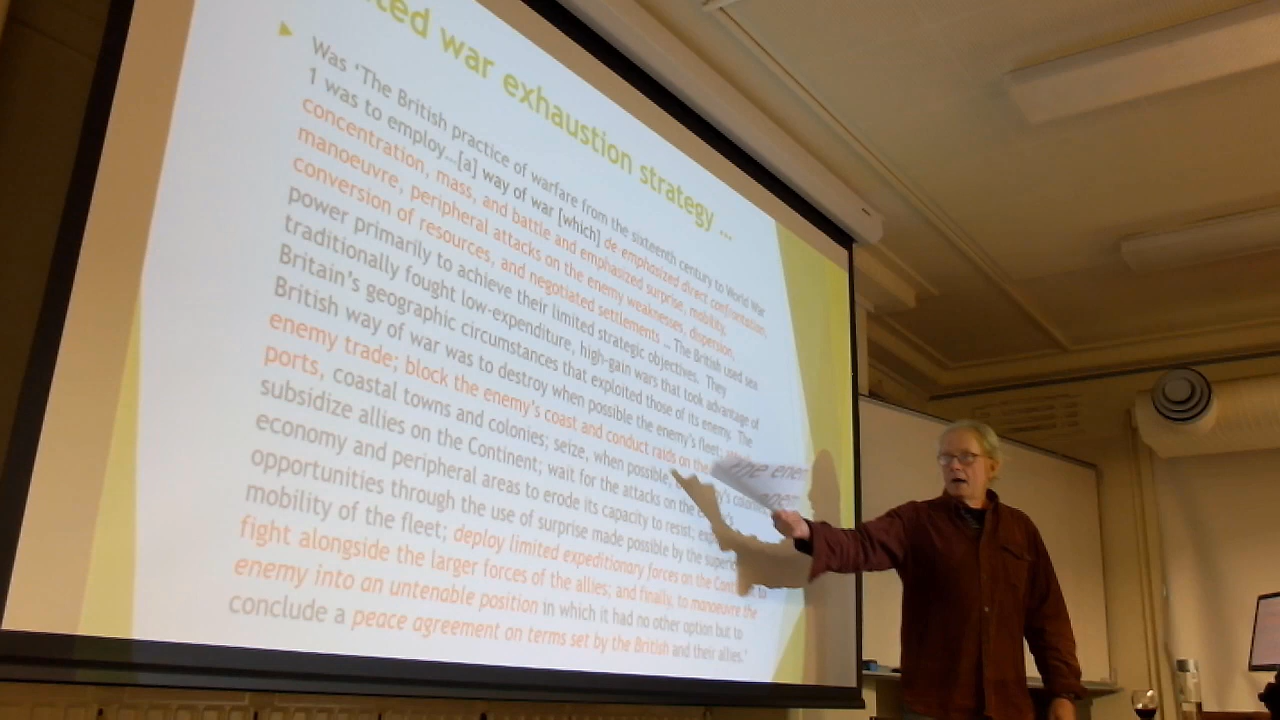 ted war exhaustion strategy ...
Was ‘The British practice of warfare from the sixteenth century to World War
1 was to employ...[a] way of war [which] de emphasized direct confrontation,
concentration, mass, and battle and emphasized surprise, mobility,
manoeuvre, peripheral attacks on the enemy weaknesses, dispersion,
conversion of resources, and negotiated settlements ... The British used sea
power primarily to achieve their limited strategic objectives. They
traditionally fought low-expenditure, high-gain wars that took advantage of
Britain's geographic circumstances that exploited those of its enemy. The
British way of war was to destroy when possible the enemy's fleet;
enemy trade; block the enemy's coast and conduct raids on the
ports, coastal towns and colonies; seize, when possible, 's colonies
subsidize allies on the Continent; wait for the attacks on the
economy and peripheral areas to erode its capacity to resist;
opportunities through the use of surprise made possible by the
mobility of the fleet; deploy limited expeditionary forces on the to
fight alongside the larger forces of the allies; and finally, to manoeuvre the
enemy into an untenable position in which it had no other option but to
conclude a peace agreement on terms set by the British and their allies.’